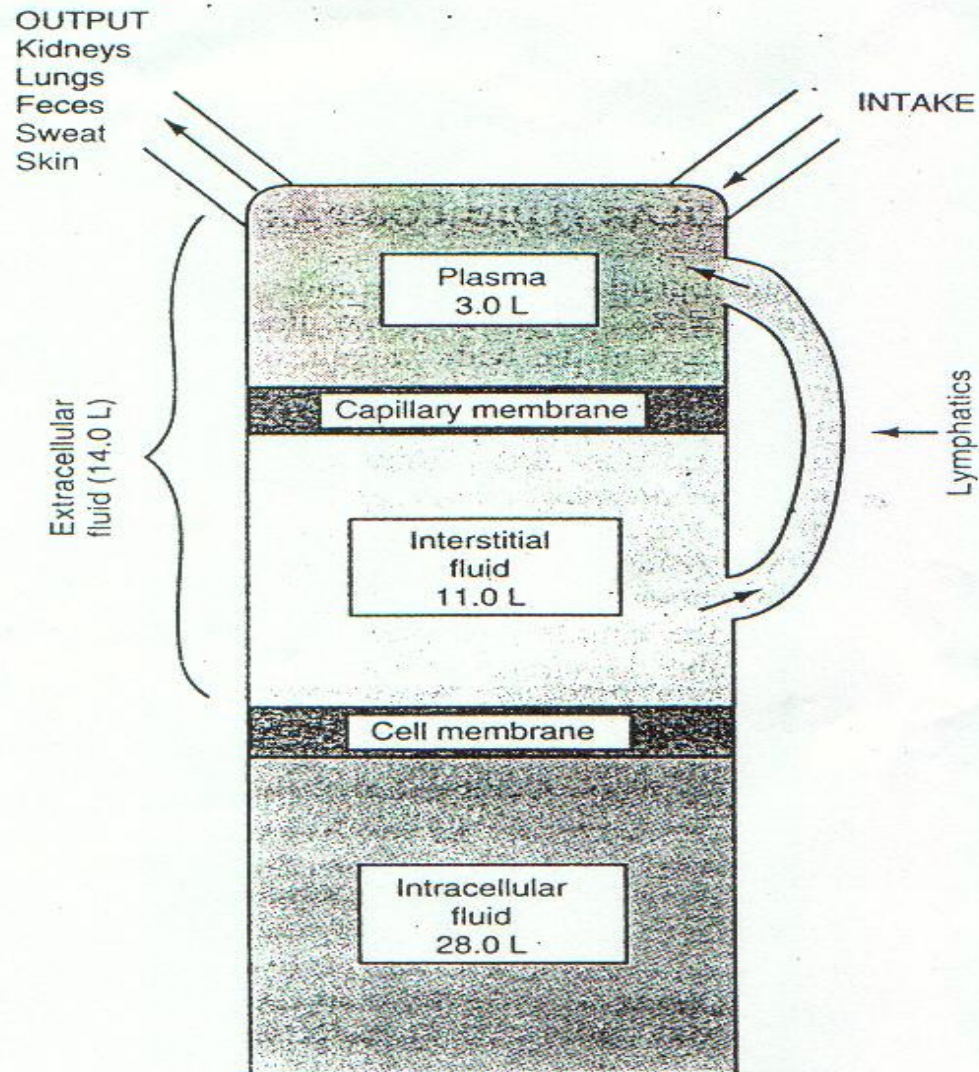 OUTPUT
Kidneys
Lungs
Feces
Sweat
Skin
INTAKE
Plasma
3.0 L
Capillary membrane
Extracellular
fluid (14.0 L)
Lymphatics
Interstitial
fluid
11.0 L
Cell membrane
Intracellular
fluid
28.0 L